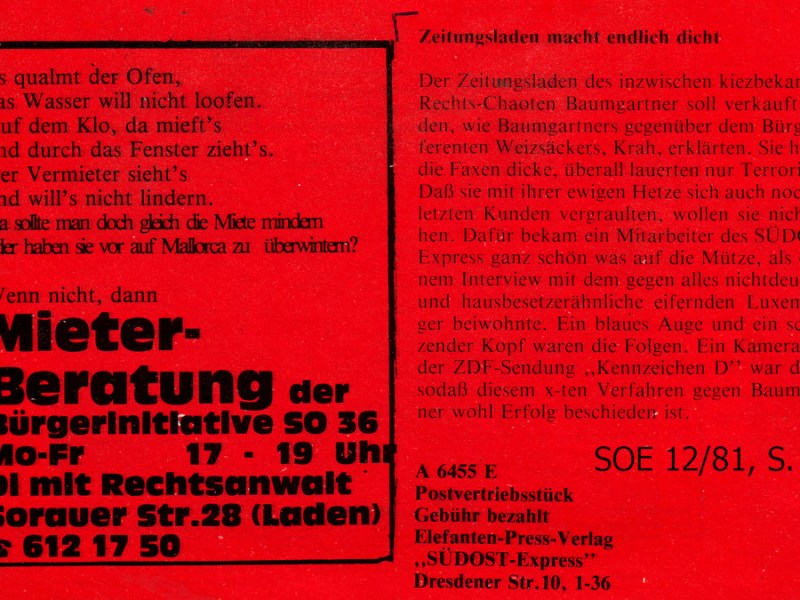 s qualmt der Ofen,
as Wasser will nicht loofen.
uf dem Klo, da mieft's
nd durch das Fenster zieht's.
er Vermieter sieht's
nd will's nicht lindern.
a sollte man doch gleich die Miete mindern
der haben sie vor auf Mallorca zu überwintern?
Wenn nicht, dann
Mieter-
Beratung der
Bürgerinitiative SO 36
Mo-Fr 17 - 19 Uhr
DI mit Rechtsanwalt
Sorauer Str.28 (Laden)
☎ 612 17 50
Zeitungsladen macht endlich dicht
Der Zeitungsladen des inzwischen kiezbekan
Rechts-Chaoten Baumgartner soll verkauft
den, wie Baumgartners gegenüber dem Bürg
ferenten Weizsäckers, Krah, erklärten. Sie h
die Faxen dicke, überall lauerten nur Terrori
Daß sie mit ihrer ewigen Hetze sich auch noc
letzten Kunden vergraulten, wollen sie nich
hen. Dafür bekam ein Mitarbeiter des SÜDO
Express ganz schön was auf die Mütze, als
nem Interview mit dem gegen alles nichtdeu
und hausbesetzerähnliche eifernden Luxem
ger beiwohnte. Ein blaues Auge und ein sc
zender Kopf waren die Folgen. Ein Kamera
der ZDF-Sendung ,,Kennzeichen D'' war d
sodaß diesem x-ten Verfahren gegen Baum
ner wohl Erfolg beschieden ist.
SOE 12/81, S.
A 6455 E
Postvertriebsstück
Gebühr bezahlt
Elefanten-Press-Verlag
,,SÜDOST-Express''
Dresdener Str.10, 1-36